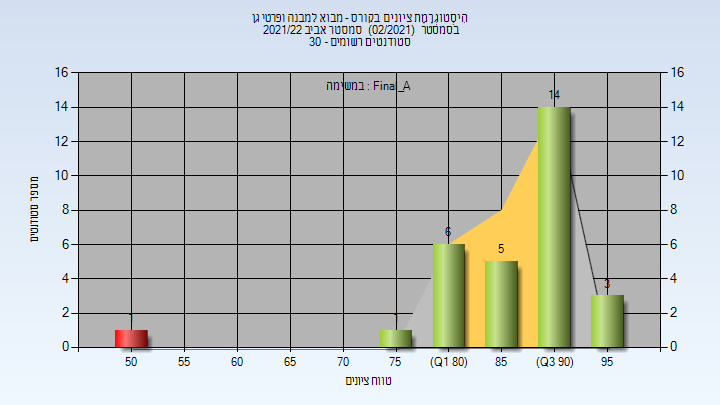 היסטוגרמת ציונים בקורס - מבוא למבנה ופרטי גן
בסמסטר (02/2021) סמסטר אביב 2021/22
סטודנטים רשומים - 30
במשימה : Final_A
מספר סטודנטים
16 16
14 14
12 12
10 10
8 8
6 6
4 4
2 2
0 0
1 1 6 5 14 3
50 55 60 65 70 75 (Q1 80) 85 (Q3 90) 95
טווח ציונים